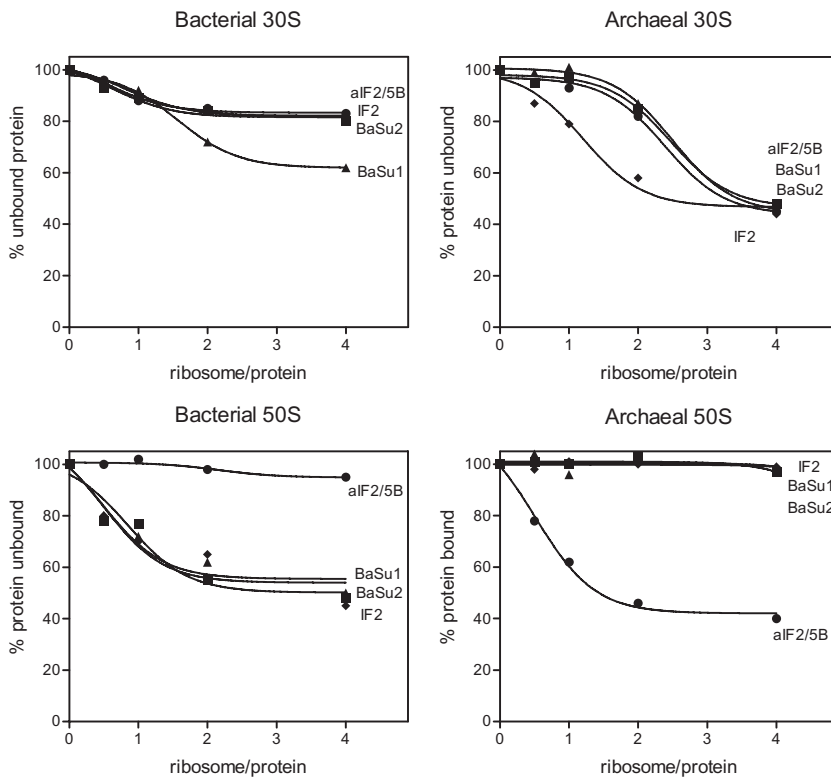 Bacterial 30S
% unbound protein
100
80
60
40
20
0
0
1
2
3
4
ribosome/protein
aIF2/5B
IF2
BaSu2
BaSu1
Archaeal 30S
% protein unbound
100
80
60
40
20
0
0
1
2
3
4
ribosome/protein
aIF2/5B
BaSu1
BaSu2
IF2
Bacterial 50S
% protein unbound
100
80
60
40
20
0
0
1
2
3
4
ribosome/protein
aIF2/5B
BaSu1
BaSu2
IF2
Archaeal 50S
% protein bound
100
80
60
40
20
0
0
1
2
3
4
ribosome/protein
IF2
BaSu1
BaSu2
aIF2/5B